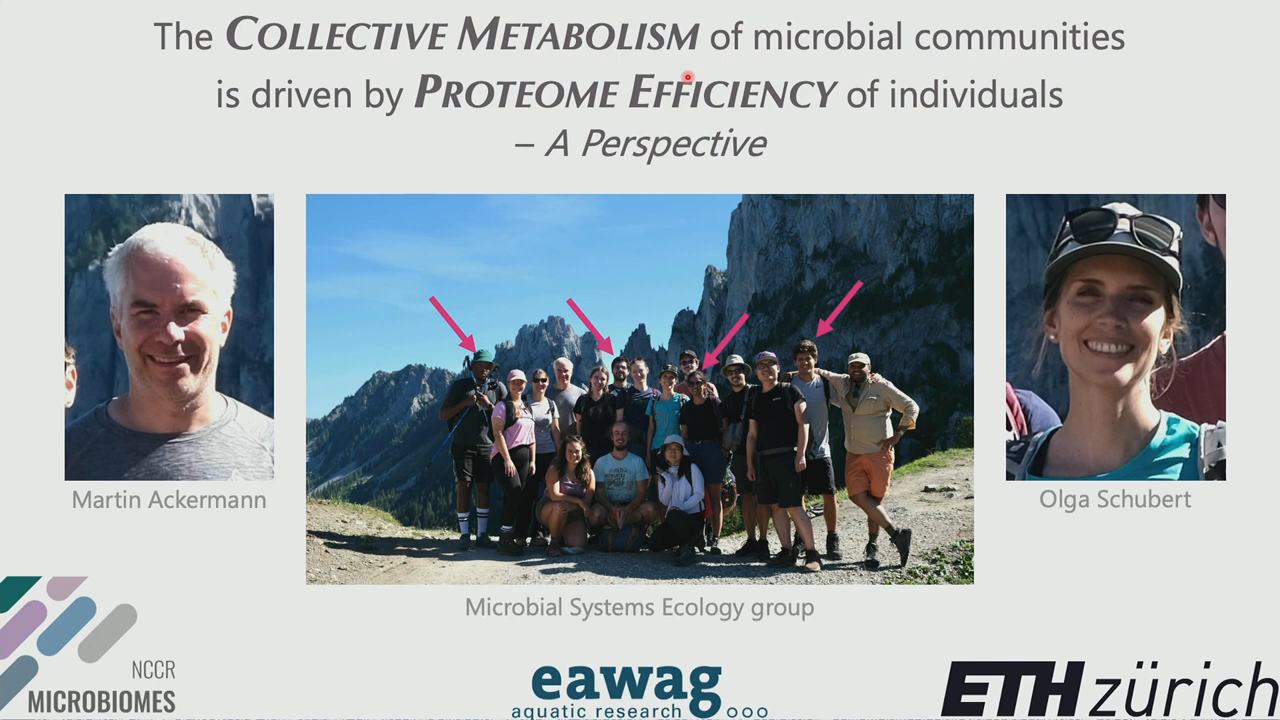 The COLLECTIVE METABOLISM of microbial communities
is driven by PROTEOME EFFICIENCY of individuals
– A Perspective
Martin Ackermann
Olga Schubert
Microbial Systems Ecology group
NCCR
MICROBIOMES
eawag
aquatic research
ETH zürich